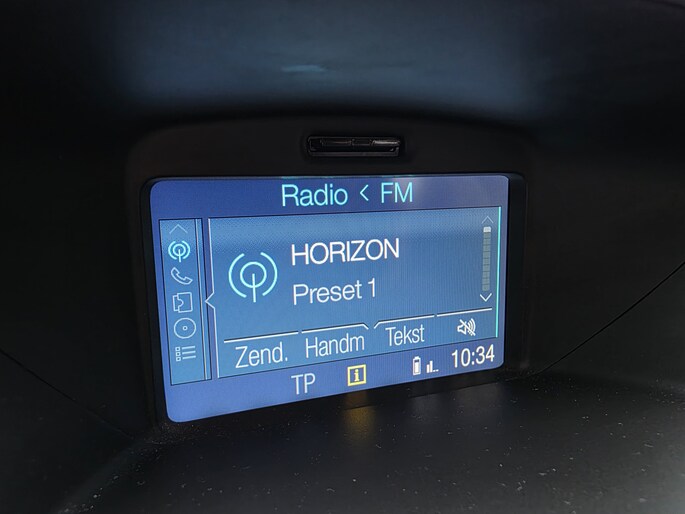 Radio < FM
HORIZON
Preset 1
Zend. Handm Tekst
TP i 10:34